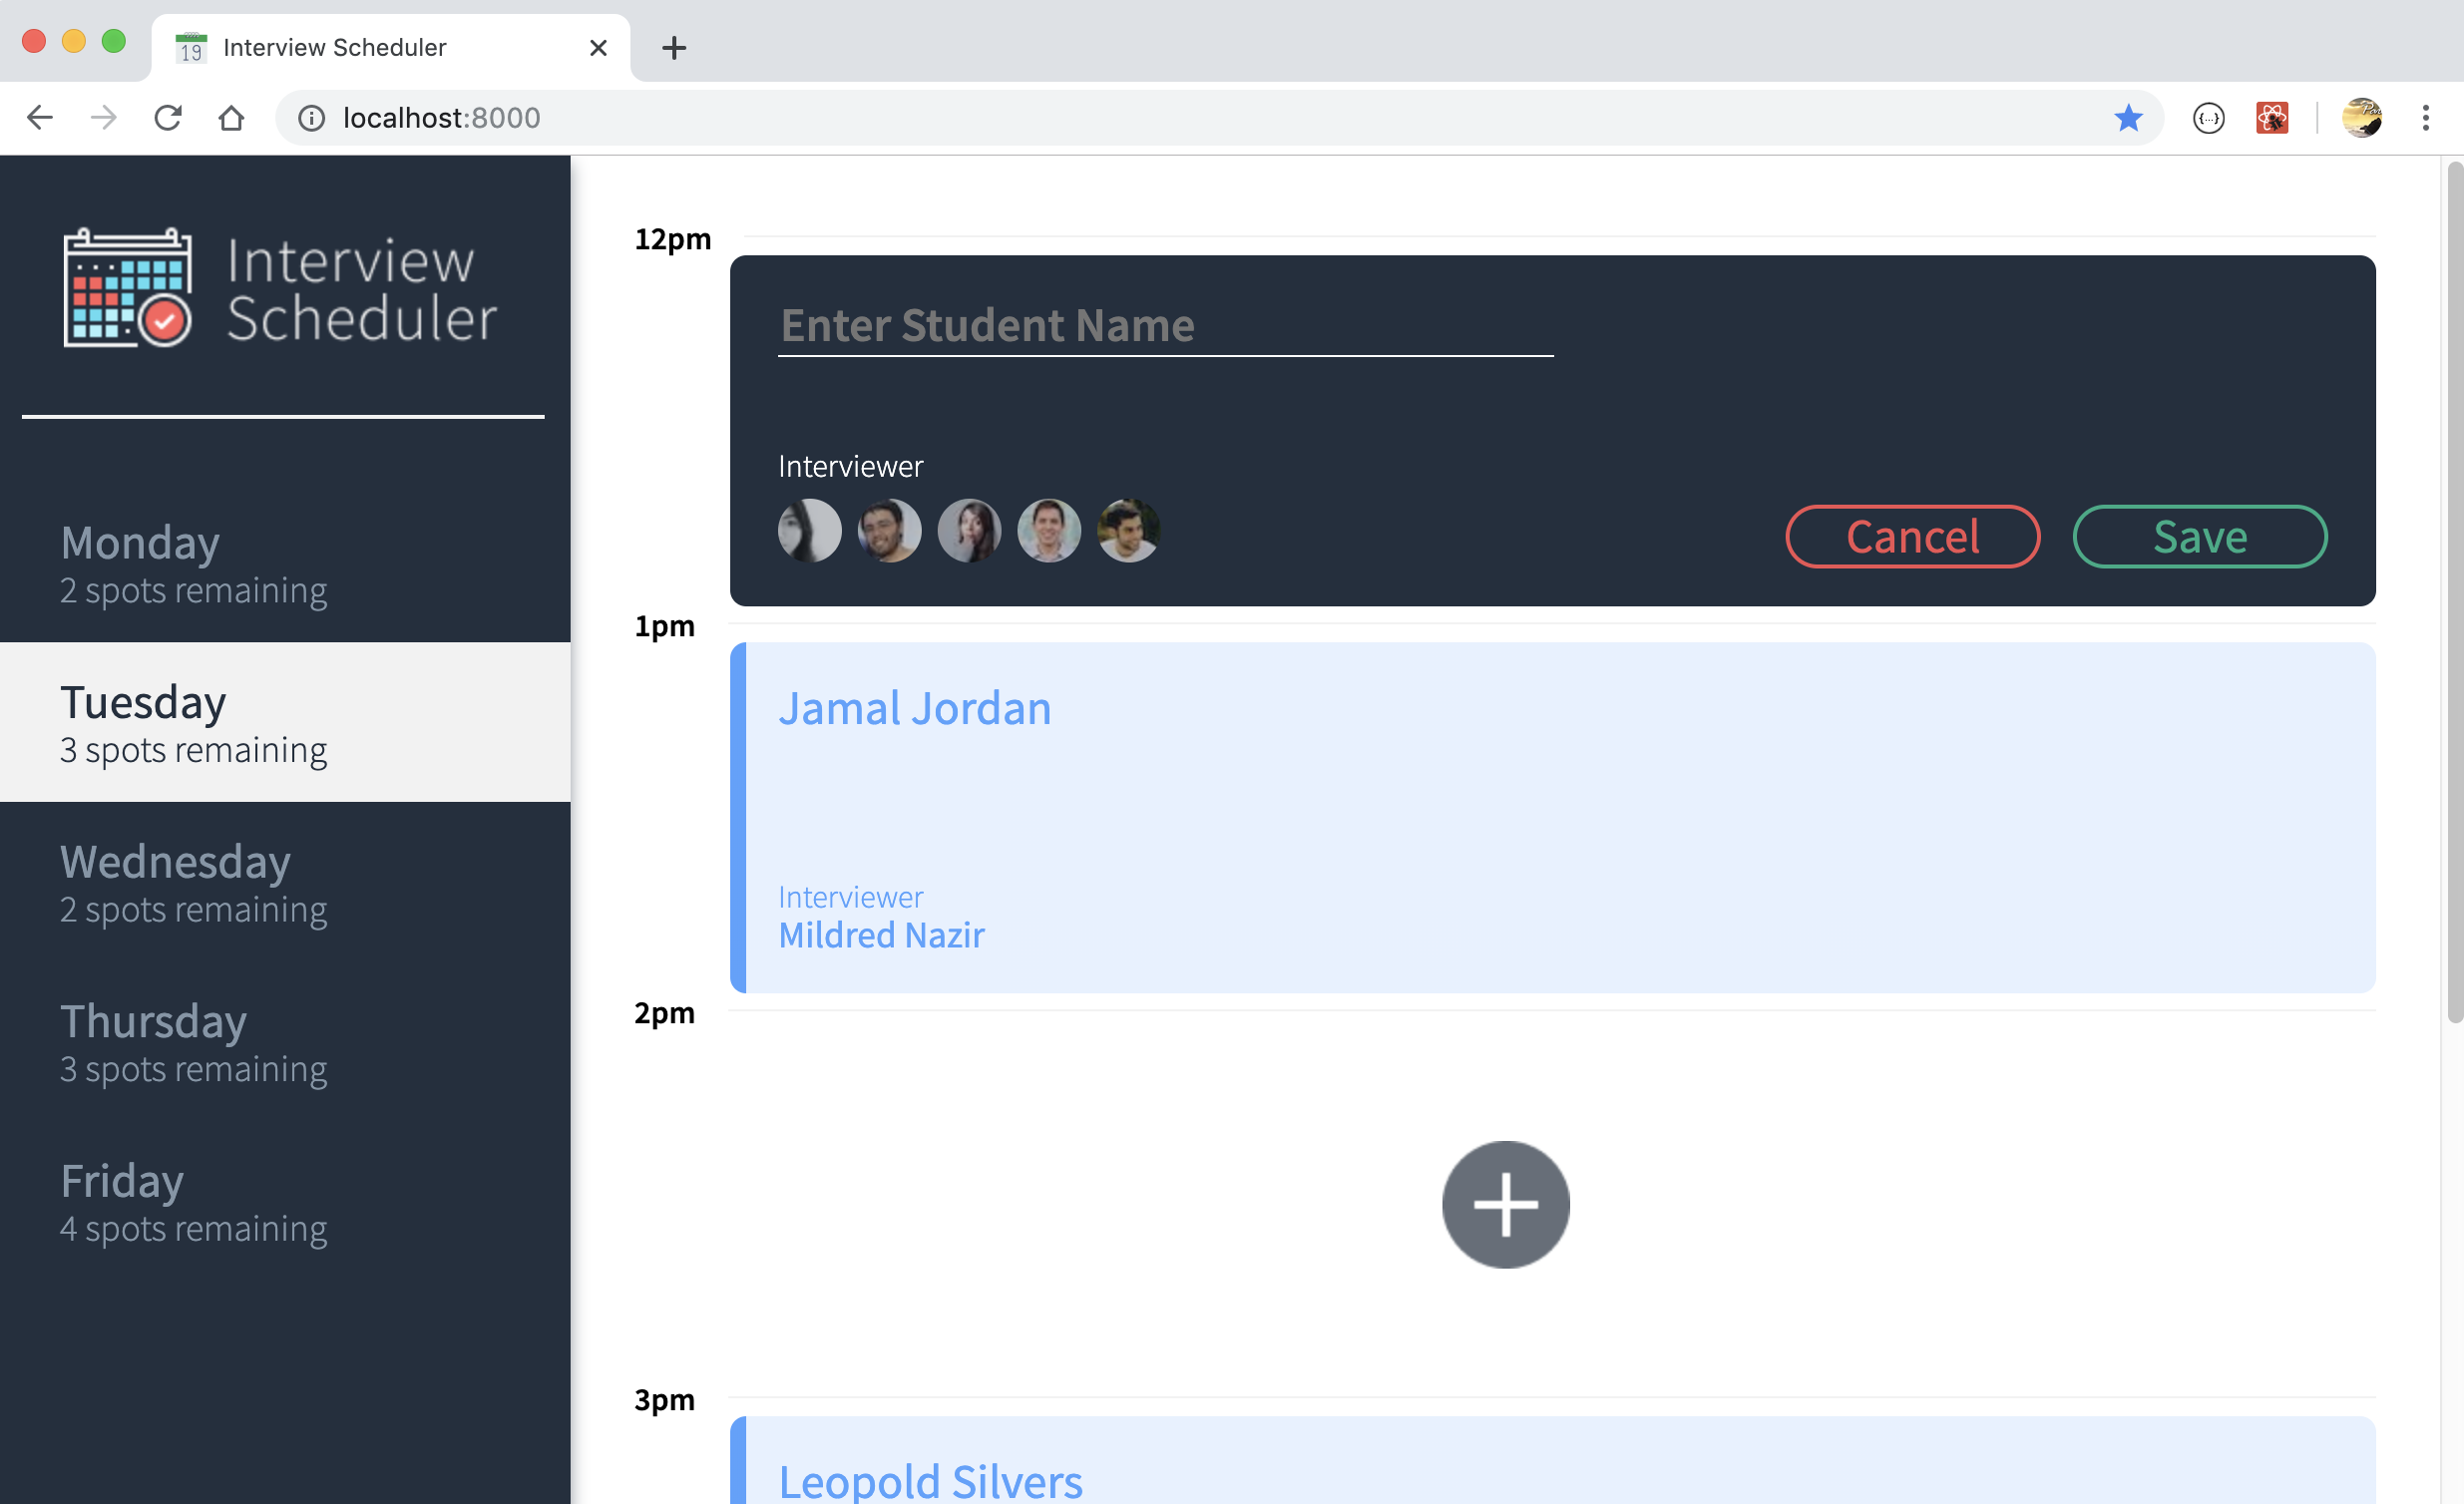 19
Interview Scheduler
localhost:8000
Interview
Scheduler
Monday
2 spots remaining
Tuesday
3 spots remaining
Wednesday
2 spots remaining
Thursday
3 spots remaining
Friday
4 spots remaining
12pm
Enter Student Name
Interviewer
Cancel
Save
1pm
Jamal Jordan
Interviewer
Mildred Nazir
2pm
3pm
Leopold Silvers